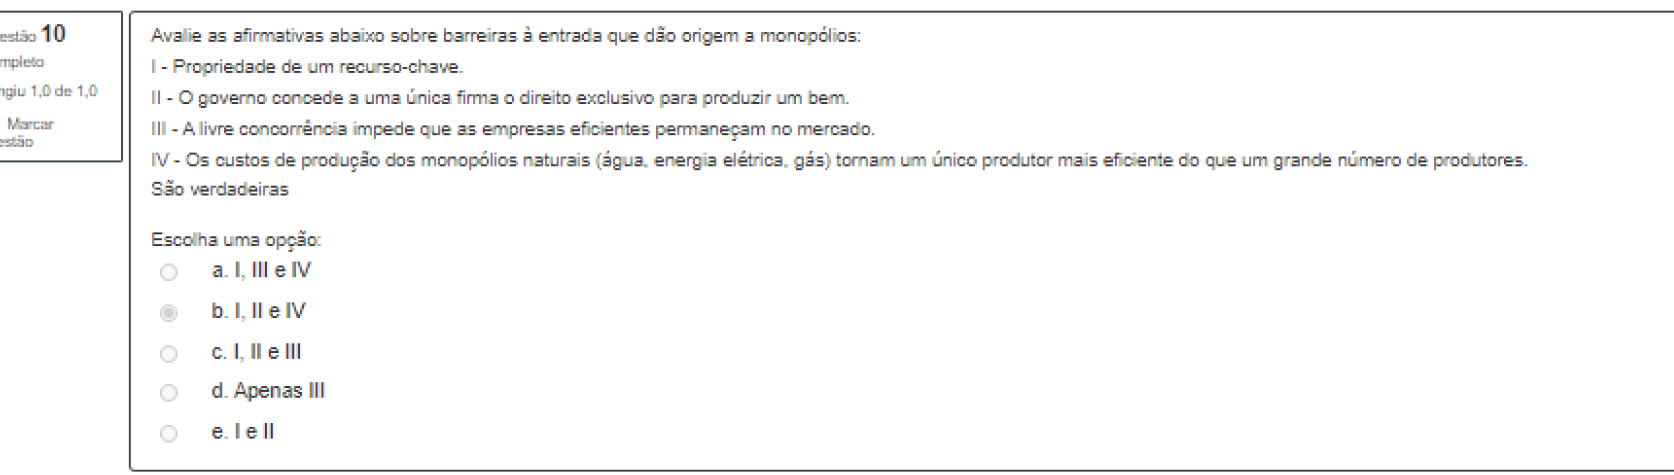 estão 10
mpleto
ngiu 1,0 de 1,0
Marcar
estão
Avalie as afirmativas abaixo sobre barreiras à entrada que dão origem a monopólios:
I - Propriedade de um recurso-chave.
II - O governo concede a uma única firma o direito exclusivo para produzir um bem.
III - A livre concorrência impede que as empresas eficientes permaneçam no mercado.
IV - Os custos de produção dos monopólios naturais (água, energia elétrica, gás) tornam um único produtor mais eficiente do que um grande número de produtores.
São verdadeiras
Escolha uma opção:
a. I, III e IV
b. I, II e IV
c. I, II e III
d. Apenas III
e. I e II